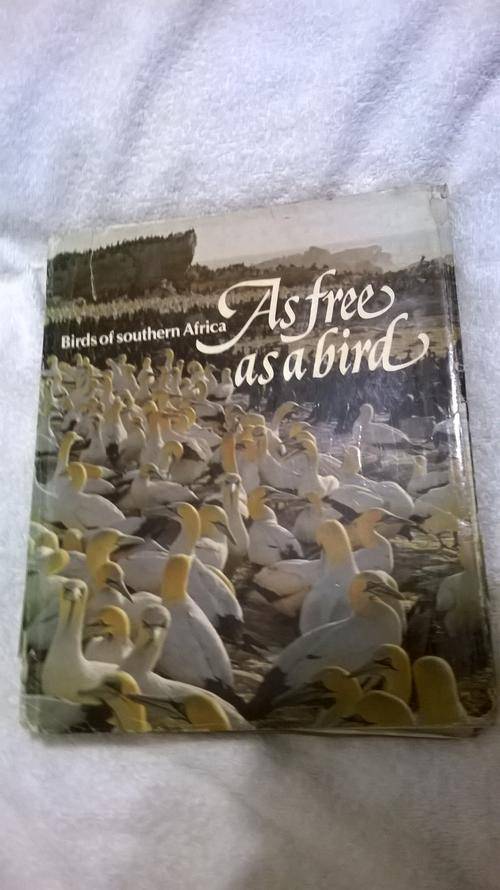 Birds of southern Africa
As free
as a bird